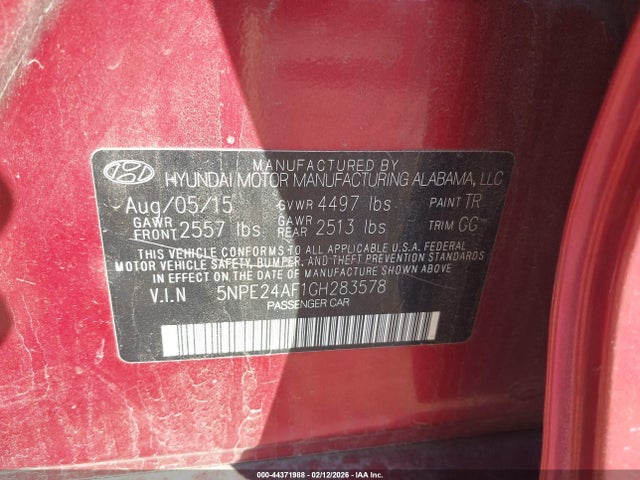 MANUFACTURED BY
HYUNDAI MOTOR MANUFACTURING ALABAMA, LLC
Aug/05/15 GVWR 4497 lbs PAINT TR
GAWR FRONT 2557 lbs GAWR REAR 2513 lbs TRIM GG
THIS VEHICLE CONFORMS TO ALL APPLICABLE U.S.A. FEDERAL
MOTOR VEHICLE SAFETY, BUMPER, AND THEFT PREVENTION STANDARDS
IN EFFECT ON THE DATE OF MANUFACTURE SHOWN ABOVE
V.I.N 5NPE24AF1GH283578
PASSENGER CAR
000-44371988 - 02/12/2026 - IAA Inc.